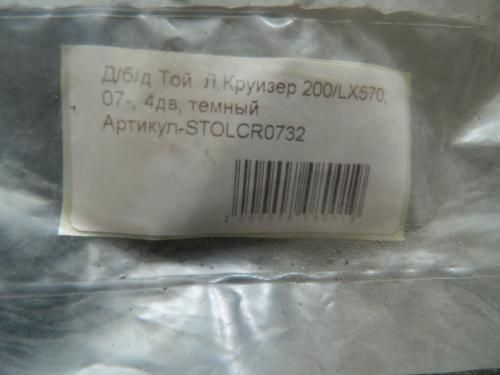 Д/б/д Той. Л.Круизер 200/LX570,
07-, 4дв, темный
Артикул-STOLCR0732